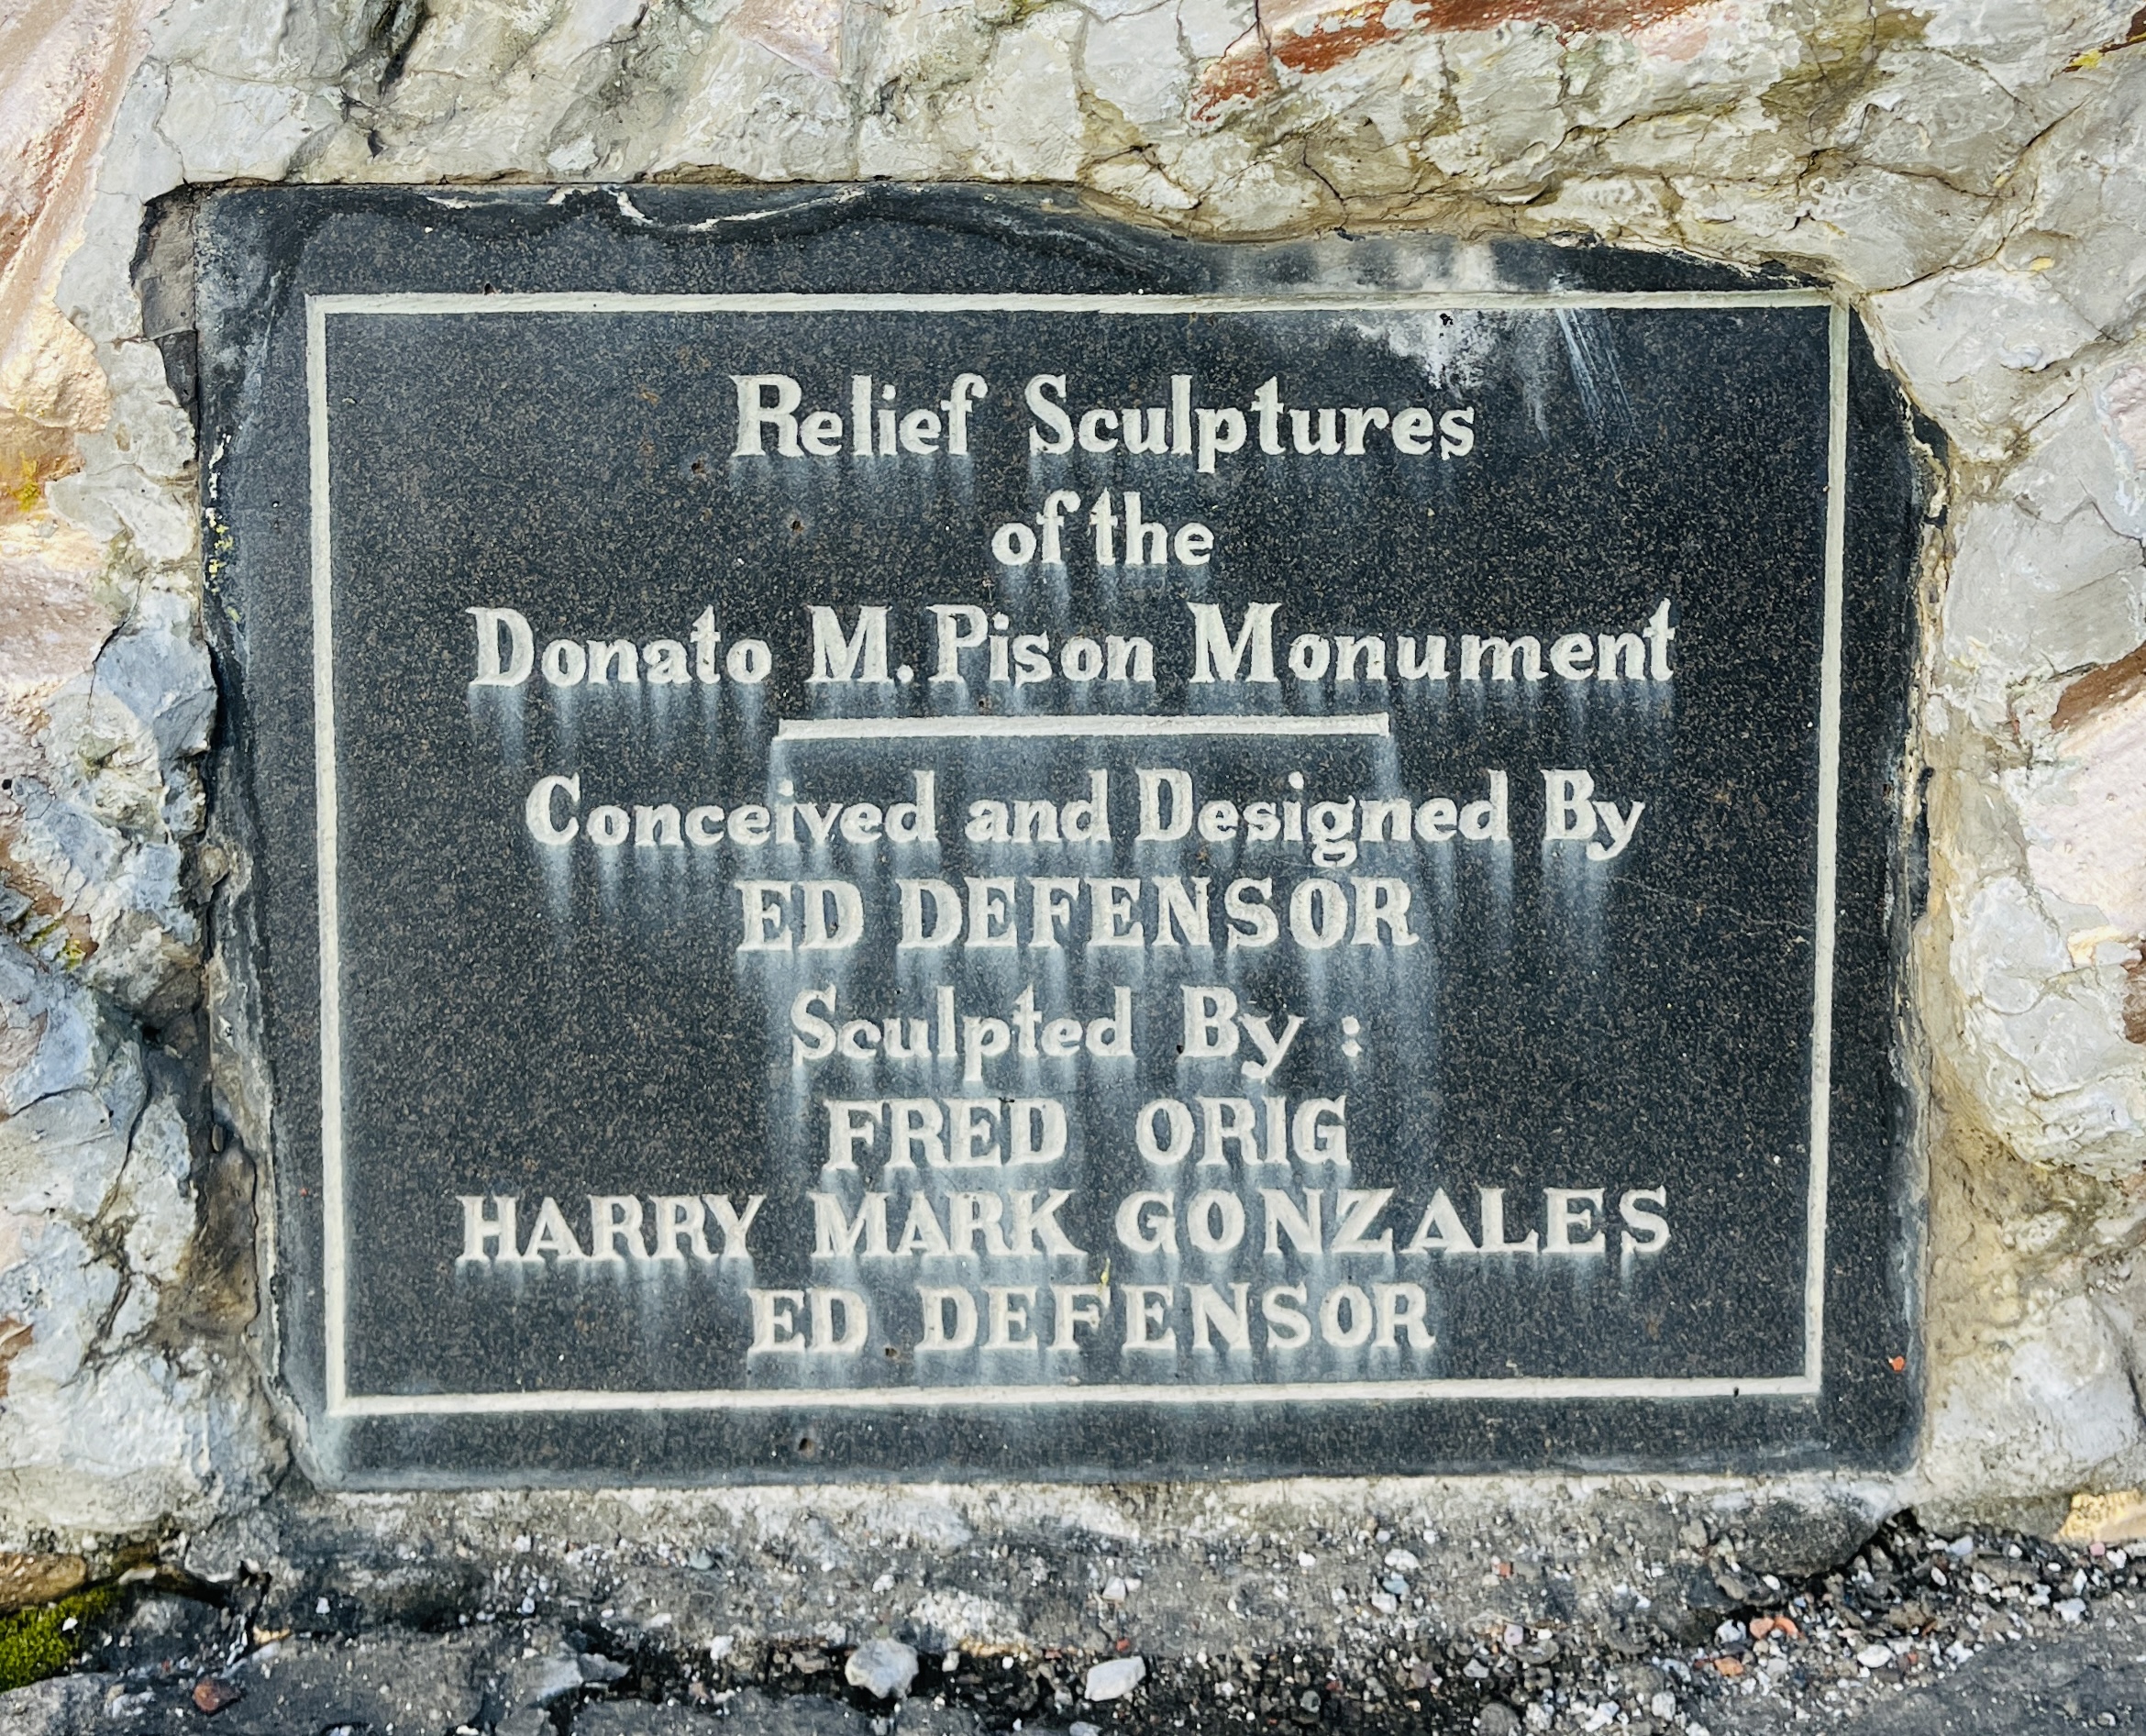 Relief Sculptures
of the
Donato M. Pison Monument
Conceived and Designed By
ED DEFENSOR
Sculpted By :
FRED ORIG
HARRY MARK GONZALES
ED DEFENSOR